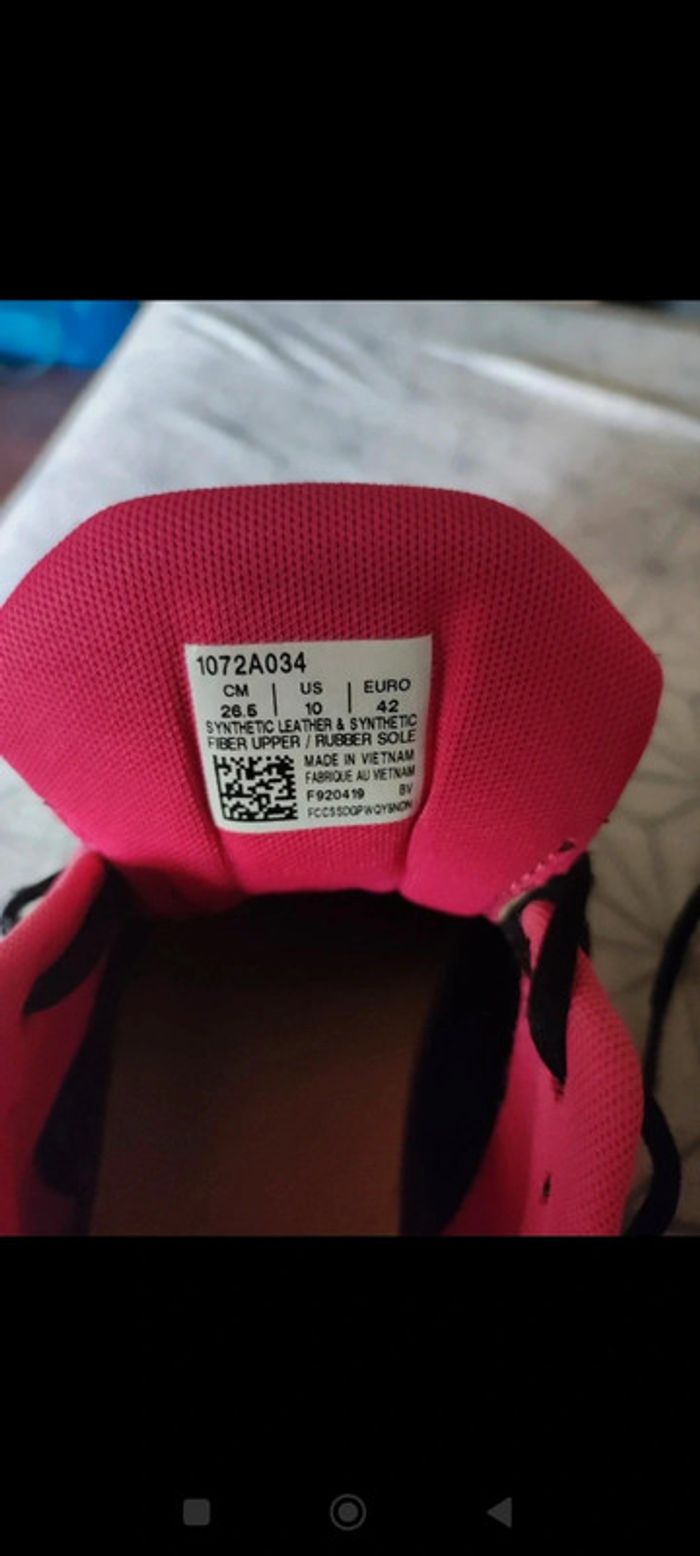 1072A034
CM | US | EURO
26.5 | 10 | 42
SYNTHETIC LEATHER & SYNTHETIC
FIBER UPPER / RUBBER SOLE
MADE IN VIETNAM
FABRIQUE AU VIETNAM
F920419 BV